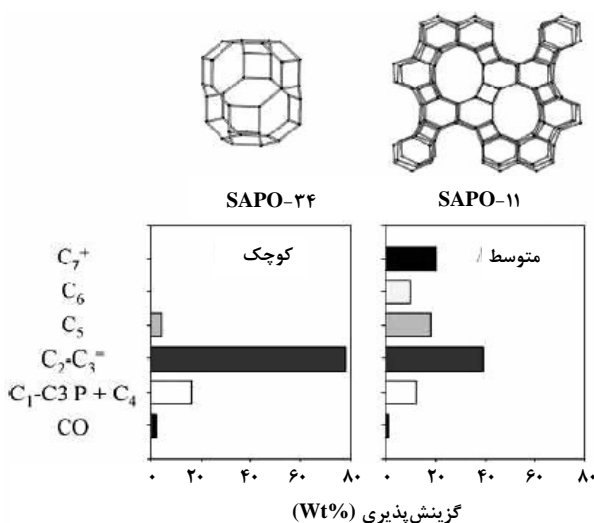 SAPO-۳۴ SAPO-۱۱
کوچک متوسط
C₇⁺
C₆
C₅
C₂-C₃⁼
C₁-C3 P + C₄
CO
۰ ۲۰ ۴۰ ۶۰ ۸۰ ۰ ۲۰ ۴۰ ۶۰ ۸۰
گزینش‌پذیری (Wt%)